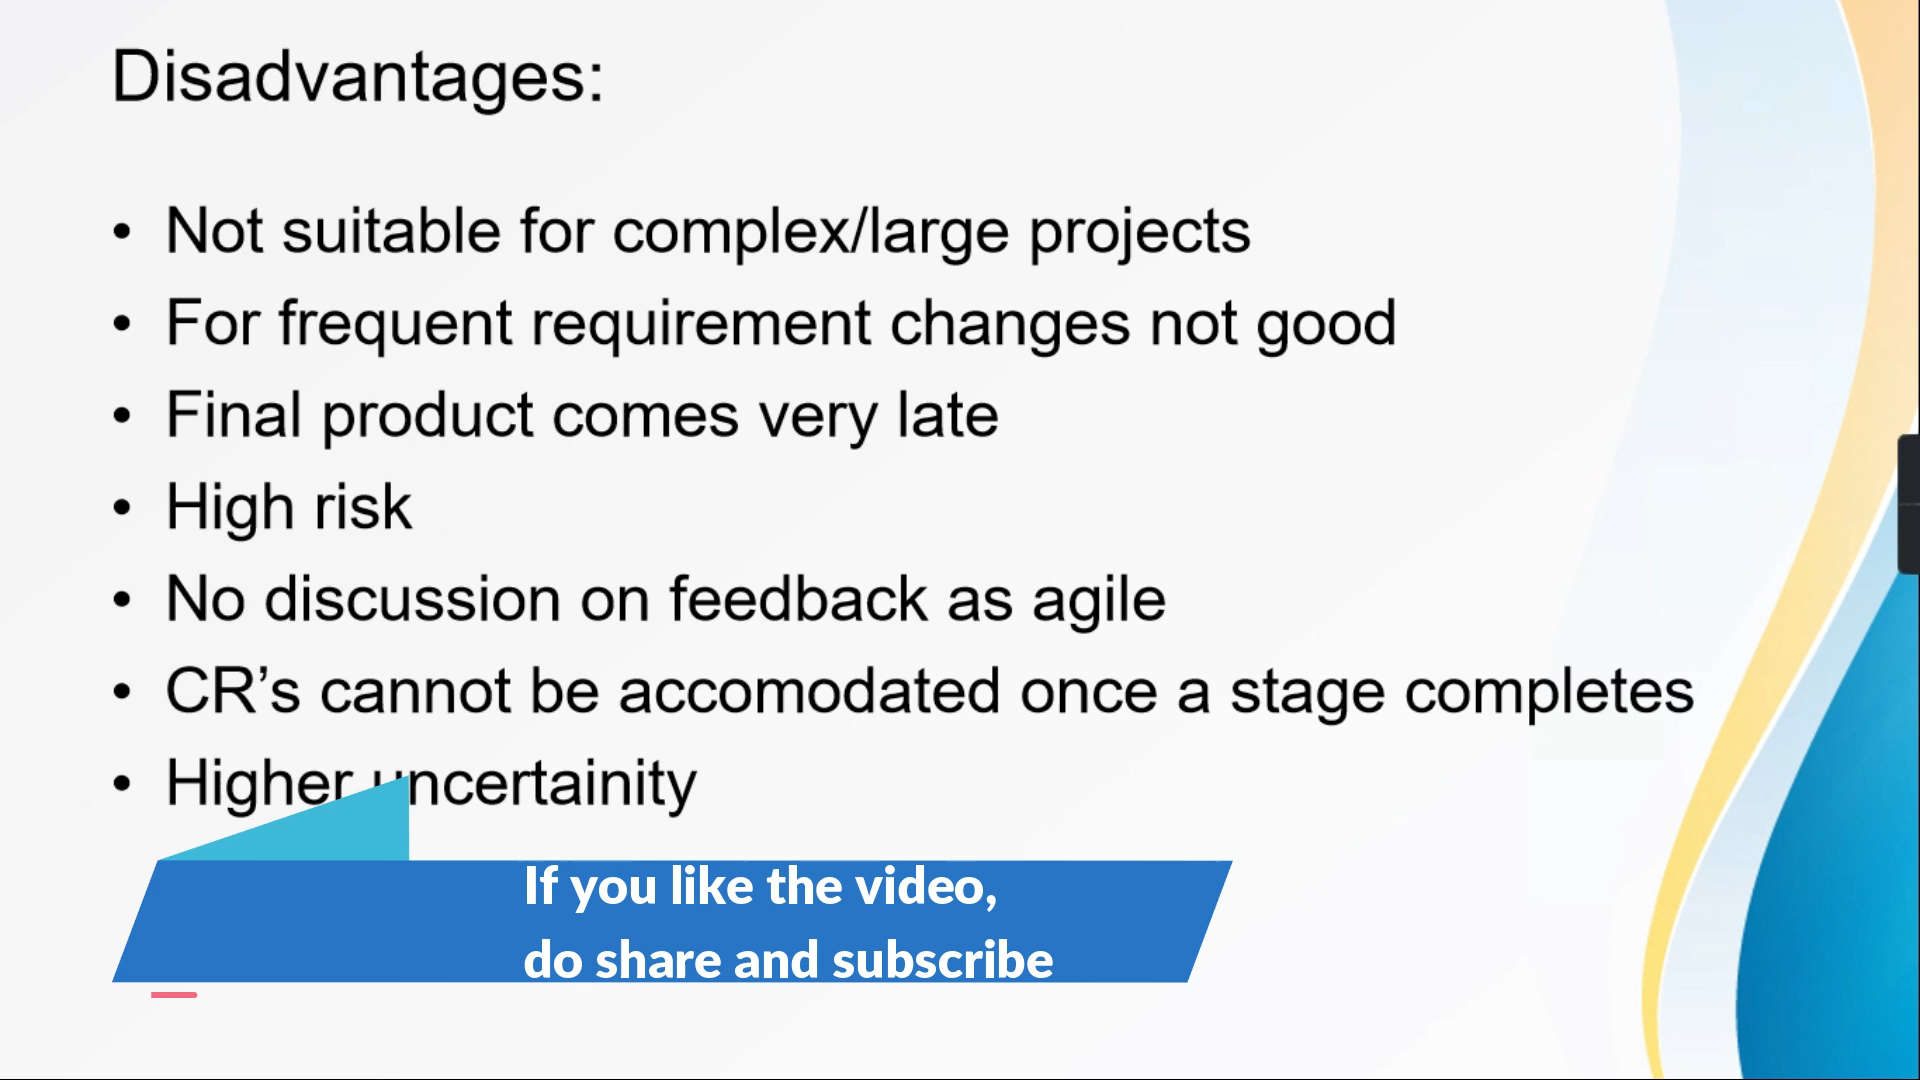 Disadvantages:
• Not suitable for complex/large projects
• For frequent requirement changes not good
• Final product comes very late
• High risk
• No discussion on feedback as agile
• CR’s cannot be accomodated once a stage completes
• Higher uncertainity
If you like the video,
do share and subscribe